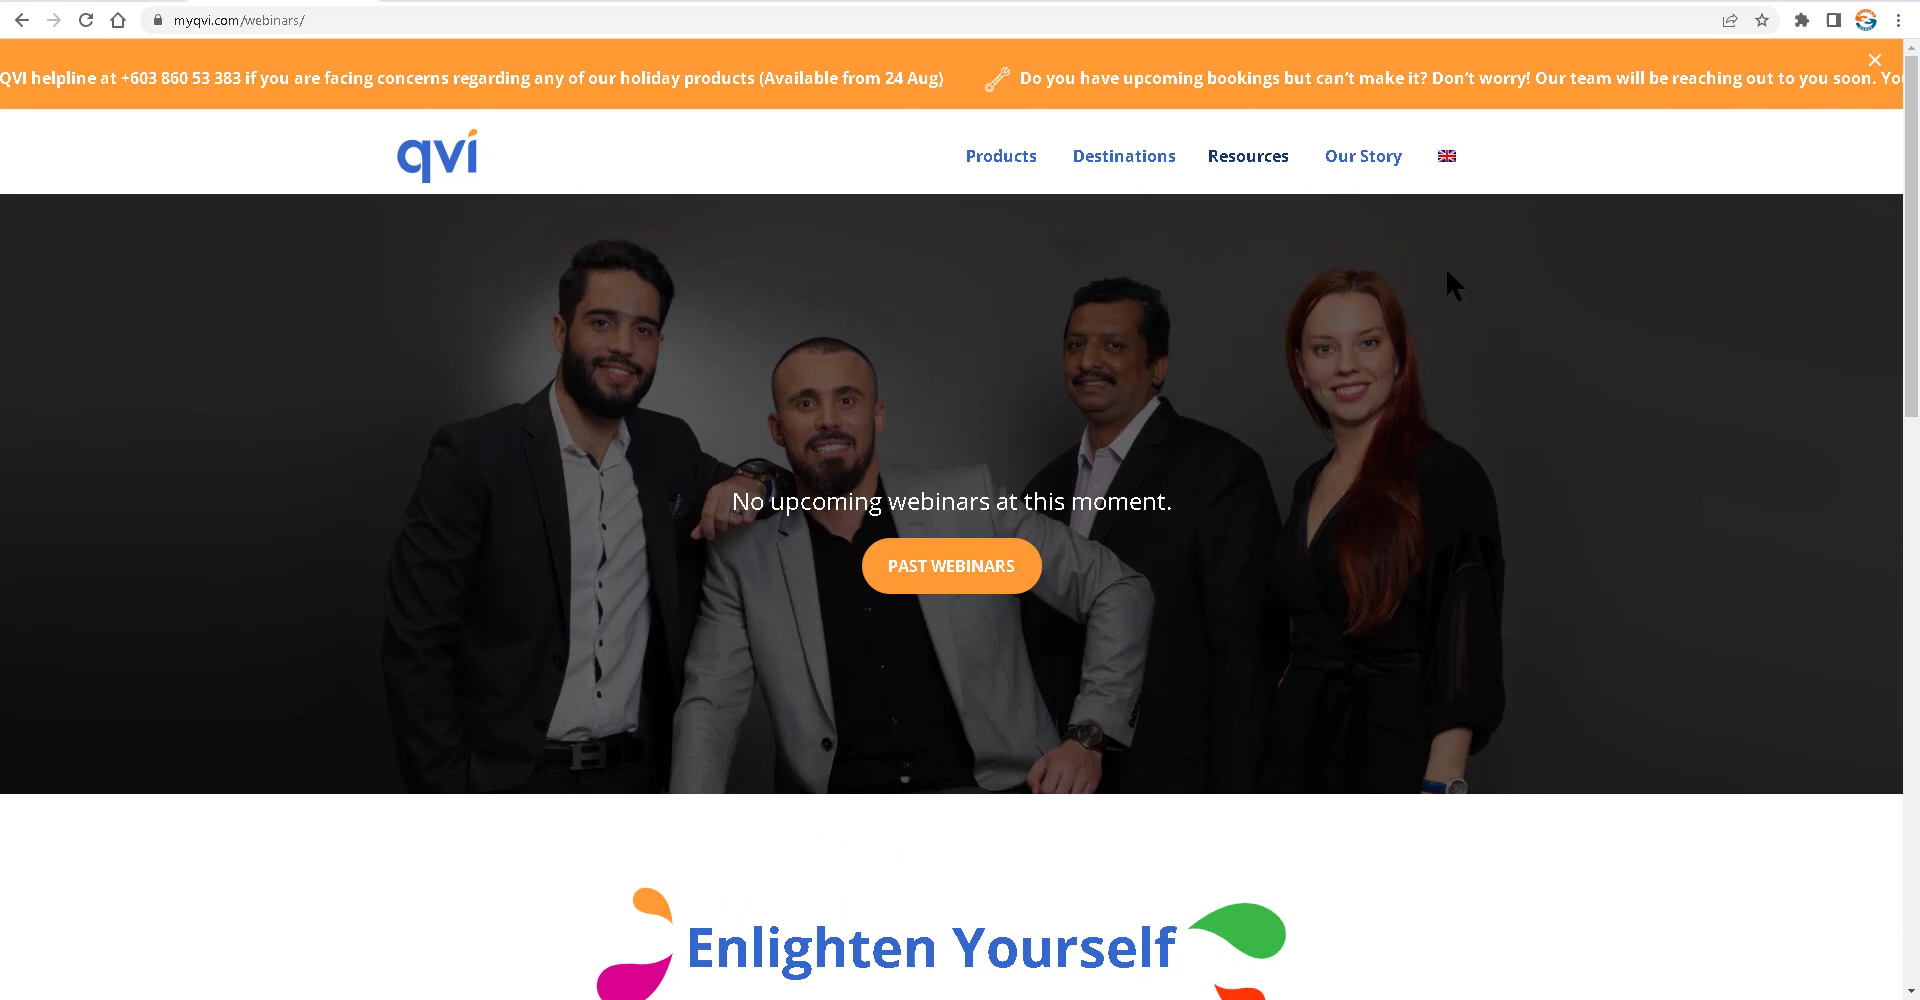 myqvi.com/webinars/
QVI helpline at +603 860 53 383 if you are facing concerns regarding any of our holiday products (Available from 24 Aug) Do you have upcoming bookings but can't make it? Don't worry! Our team will be reaching out to you soon.
qvi
Products Destinations Resources Our Story
No upcoming webinars at this moment.
PAST WEBINARS
Enlighten Yourself